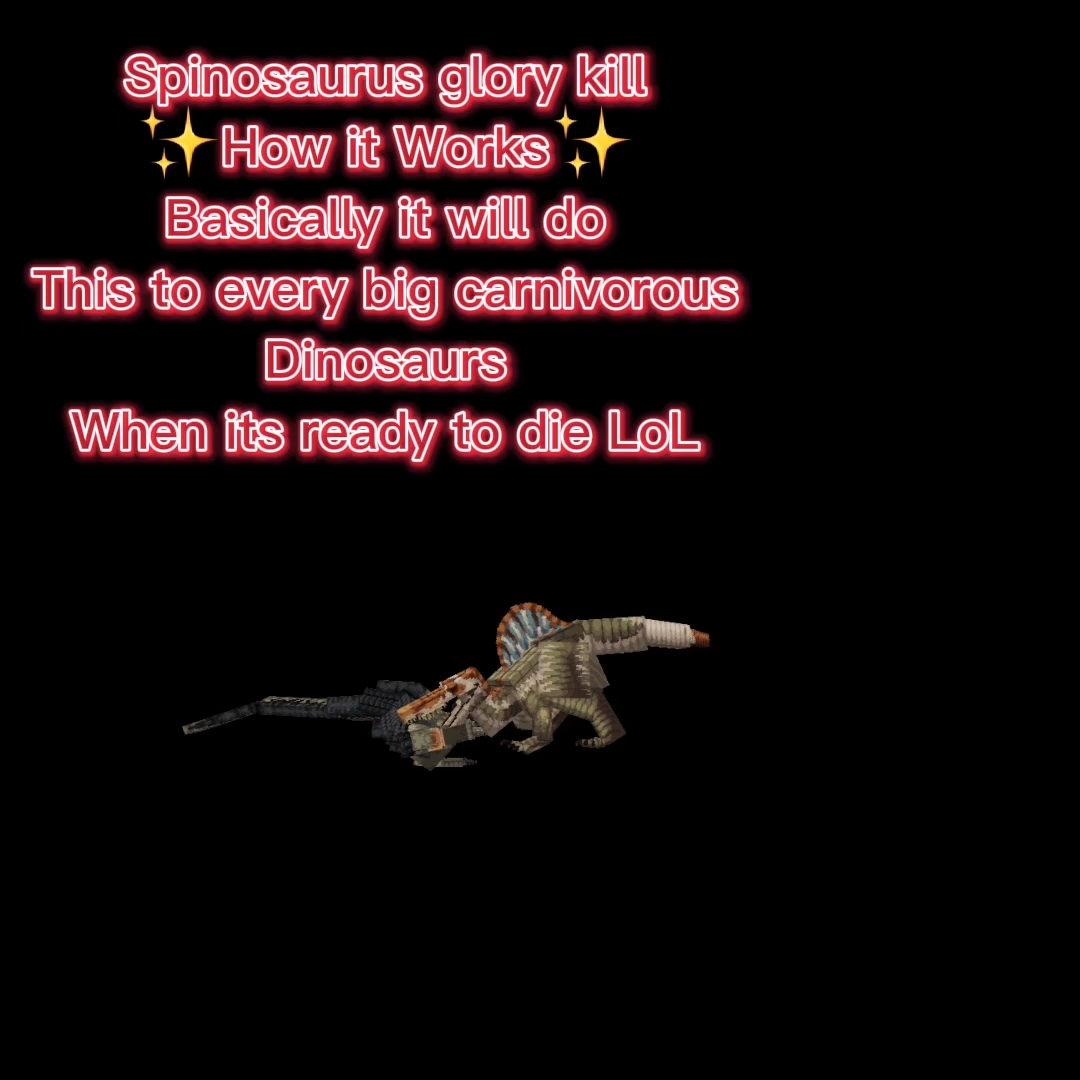 Spinosaurus glory kill
✨How it Works✨
Basically it will do
This to every big carnivorous
Dinosaurs
When its ready to die LoL